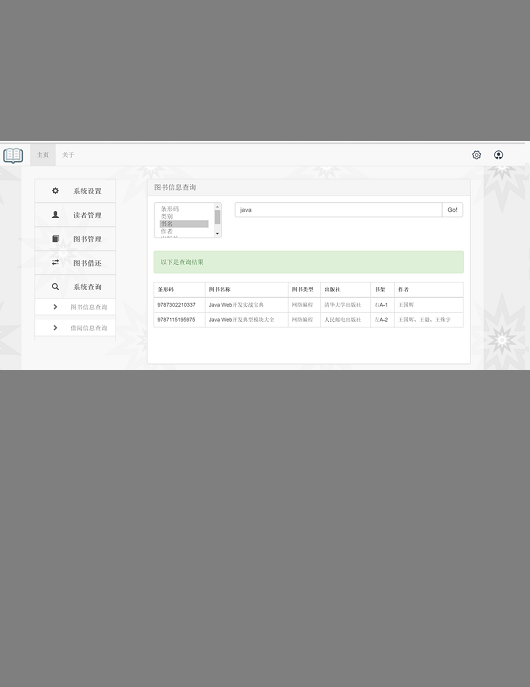 主页 关于
系统设置
读者管理
图书管理
图书借还
系统查询
图书信息查询
借阅信息查询
图书信息查询
条形码
类别
书名
作者
java Go!
以下是查询结果
条形码 图书名称 图书类型 出版社 书架 作者
9787302210337 Java Web开发实战宝典 网络编程 清华大学出版社 右A-1 王国辉
9787115195975 Java Web开发典型模块大全 网络编程 人民邮电出版社 左A-2 王国辉，王毅，王殊宇